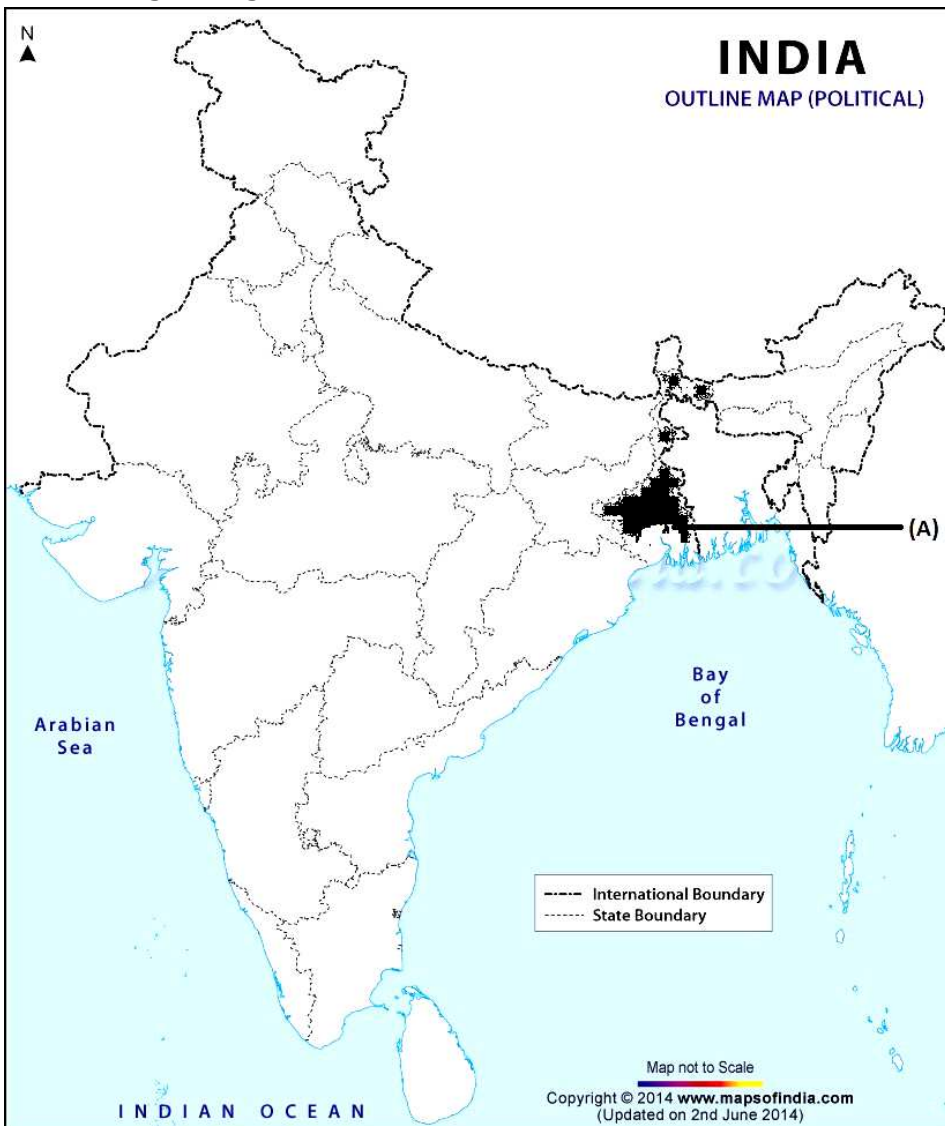 N
INDIA
OUTLINE MAP (POLITICAL)
(A)
Bay
of
Bengal
Arabian
Sea
International Boundary
State Boundary
Map not to Scale
Copyright © 2014 www.mapsofindia.com
(Updated on 2nd June 2014)
INDIAN OCEAN